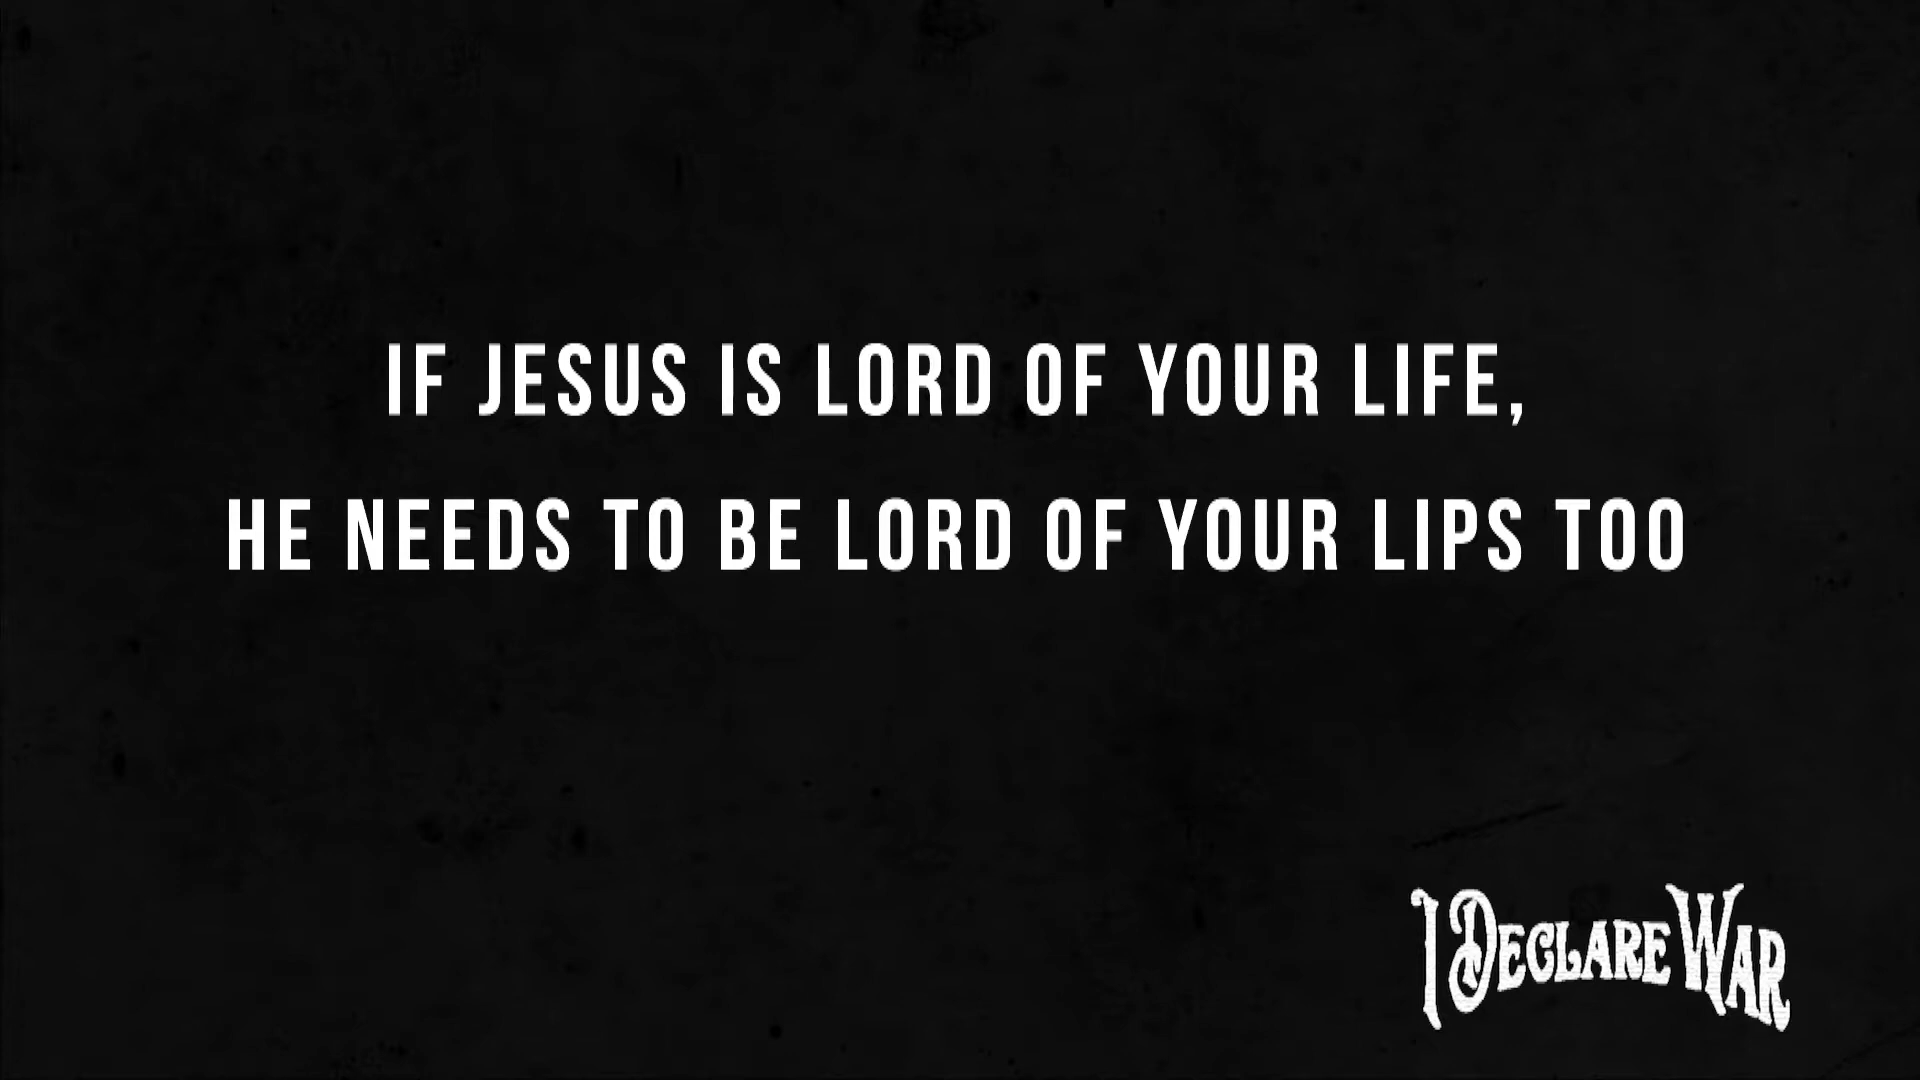 IF JESUS IS LORD OF YOUR LIFE,
HE NEEDS TO BE LORD OF YOUR LIPS TOO
I DECLARE WAR